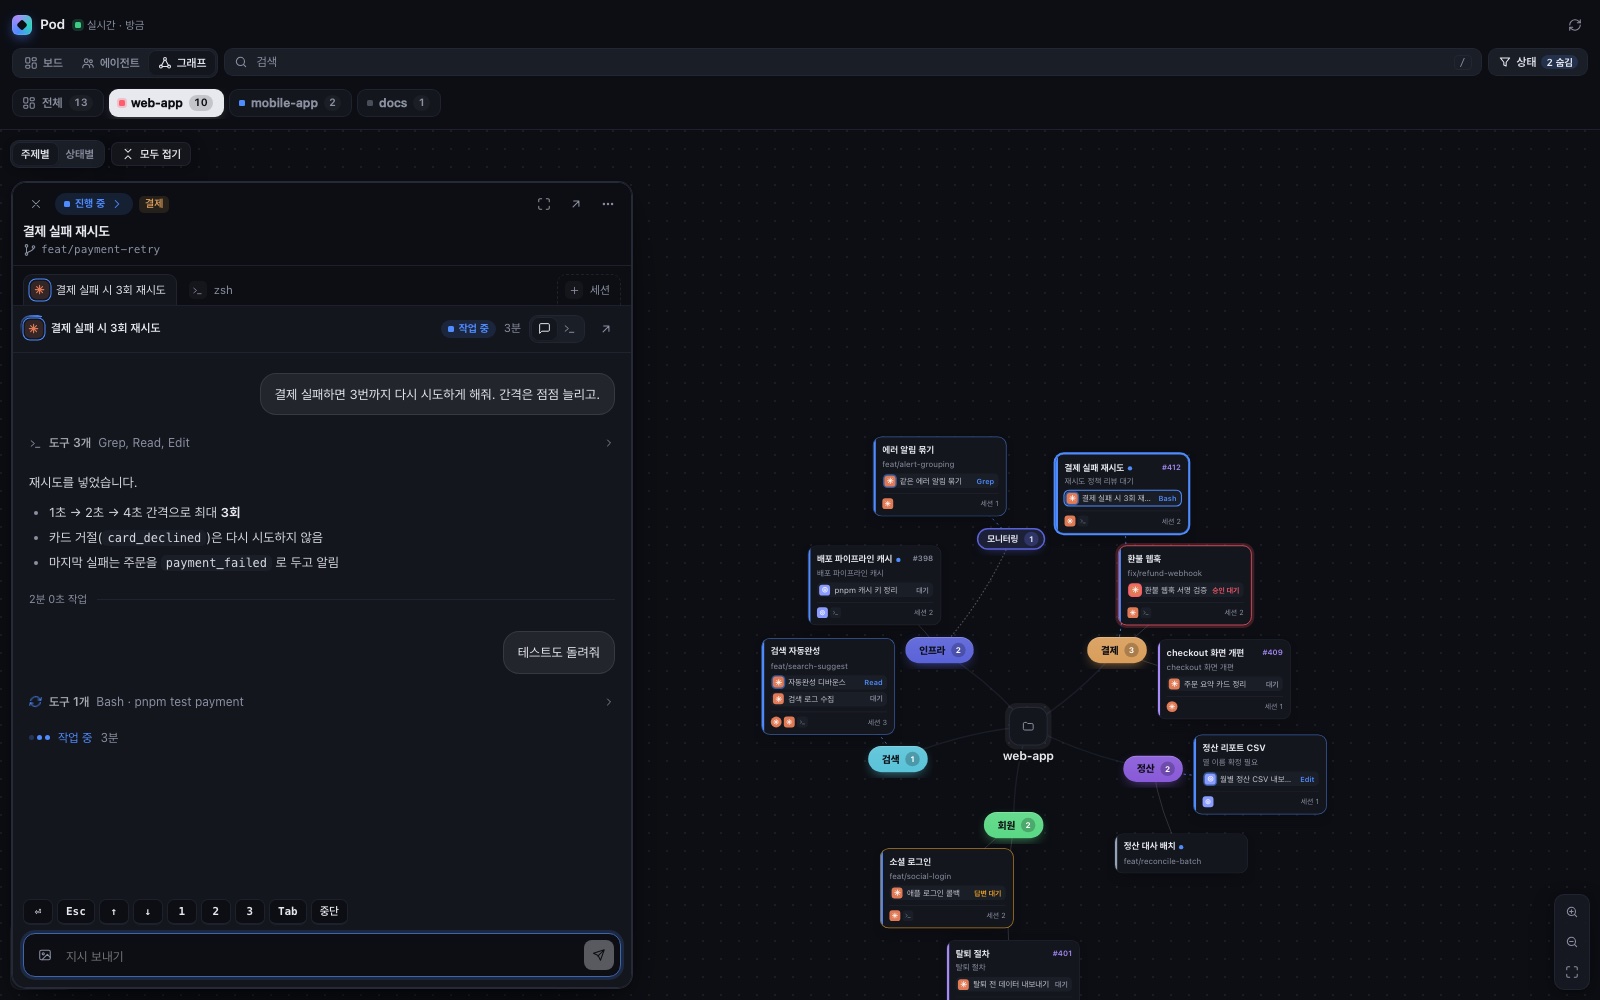 Pod 실시간 · 방금
보드 에이전트 그래프 검색 / 상태 2 숨김
전체 13 web-app 10 mobile-app 2 docs 1
주제별 상태별 모두 접기
진행 중 결제
결제 실패 재시도
feat/payment-retry
결제 실패 시 3회 재시도 zsh + 세션
결제 실패 시 3회 재시도 작업 중 3분
결제 실패하면 3번까지 다시 시도하게 해줘. 간격은 점점 늘리고.
도구 3개 Grep, Read, Edit
재시도를 넣었습니다.
• 1초 → 2초 → 4초 간격으로 최대 3회
• 카드 거절( card_declined )은 다시 시도하지 않음
• 마지막 실패는 주문을 payment_failed 로 두고 알림
2분 0초 작업
테스트도 돌려줘
도구 1개 Bash · pnpm test payment
작업 중 3분
⏎ Esc ↑ ↓ 1 2 3 Tab 중단
지시 보내기
에러 알림 묶기
feat/alert-grouping
같은 에러 알림 묶기 Grep
세션 1
결제 실패 재시도 #412
재시도 정책 리뷰 대기
결제 실패 시 3회 재... Bash
세션 2
모니터링 1
배포 파이프라인 캐시 #398
배포 파이프라인 캐시
pnpm 캐시 키 정리 대기
세션 2
환불 웹훅
fix/refund-webhook
환불 웹훅 서명 검증 승인 대기
세션 2
인프라 2
결제 3
검색 자동완성
feat/search-suggest
자동완성 디바운스 Read
검색 로그 수집 대기
세션 3
checkout 화면 개편 #409
checkout 화면 개편
주문 요약 카드 정리 대기
세션 1
web-app
검색 1
정산 2
정산 리포트 CSV
열 이름 확정 필요
월별 정산 CSV 내보... Edit
세션 1
회원 2
정산 대사 배치
feat/reconcile-batch
소셜 로그인
feat/social-login
애플 로그인 콜백 답변 대기
세션 2
탈퇴 절차 #401
탈퇴 절차
탈퇴 전 데이터 내보내기 대기